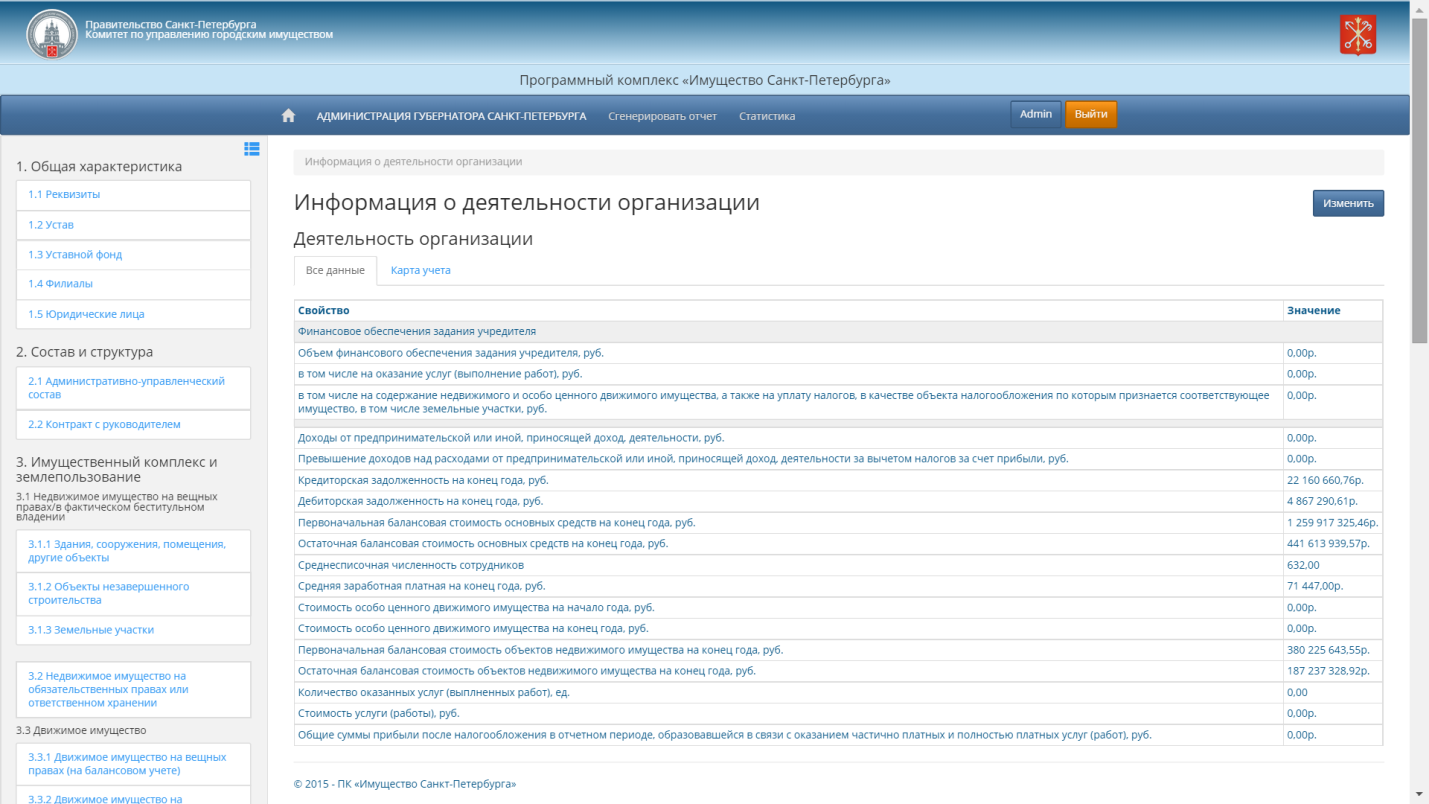 Правительство Санкт-Петербурга
Комитет по управлению городским имуществом
Программный комплекс «Имущество Санкт-Петербурга»
АДМИНИСТРАЦИЯ ГУБЕРНАТОРА САНКТ-ПЕТЕРБУРГА Сгенерировать отчет Статистика Admin Выйти
1. Общая характеристика
1.1 Реквизиты
1.2 Устав
1.3 Уставной фонд
1.4 Филиалы
1.5 Юридические лица
2. Состав и структура
2.1 Административно-управленческий
состав
2.2 Контракт с руководителем
3. Имущественный комплекс и
землепользование
3.1 Недвижимое имущество на вещных
правах/в фактическом беститульном
владении
3.1.1 Здания, сооружения, помещения,
другие объекты
3.1.2 Объекты незавершенного
строительства
3.1.3 Земельные участки
3.2 Недвижимое имущество на
обязательственных правах или
ответственном хранении
3.3 Движимое имущество
3.3.1 Движимое имущество на вещных
правах (на балансовом учете)
3.3.2 Движимое имущество на
Информация о деятельности организации
Информация о деятельности организации Изменить
Деятельность организации
Все данные Карта учета
Свойство Значение
Финансовое обеспечения задания учредителя
Объем финансового обеспечения задания учредителя, руб. 0,00р.
в том числе на оказание услуг (выполнение работ), руб. 0,00р.
в том числе на содержание недвижимого и особо ценного движимого имущества, а также на уплату налогов, в качестве объекта налогообложения по которым признается соответствующее 0,00р.
имущество, в том числе земельные участки, руб.
Доходы от предпринимательской или иной, приносящей доход, деятельности, руб. 0,00р.
Превышение доходов над расходами от предпринимательской или иной, приносящей доход, деятельности за вычетом налогов за счет прибыли, руб. 0,00р.
Кредиторская задолженность на конец года, руб. 22 160 660,76р.
Дебиторская задолженность на конец года, руб. 4 867 290,61р.
Первоначальная балансовая стоимость основных средств на конец года, руб. 1 259 917 325,46р.
Остаточная балансовая стоимость основных средств на конец года, руб. 441 613 939,57р.
Среднесписочная численность сотрудников 632,00
Средняя заработная платная на конец года, руб. 71 447,00р.
Стоимость особо ценного движимого имущества на начало года, руб. 0,00р.
Стоимость особо ценного движимого имущества на конец года, руб. 0,00р.
Первоначальная балансовая стоимость объектов недвижимого имущества на конец года, руб. 380 225 643,55р.
Остаточная балансовая стоимость объектов недвижимого имущества на конец года, руб. 187 237 328,92р.
Количество оказанных услуг (выплненных работ), ед. 0,00
Стоимость услуги (работы), руб. 0,00р.
Общие суммы прибыли после налогообложения в отчетном периоде, образовавшейся в связи с оказанием частично платных и полностью платных услуг (работ), руб. 0,00р.
© 2015 - ПК «Имущество Санкт-Петербурга»